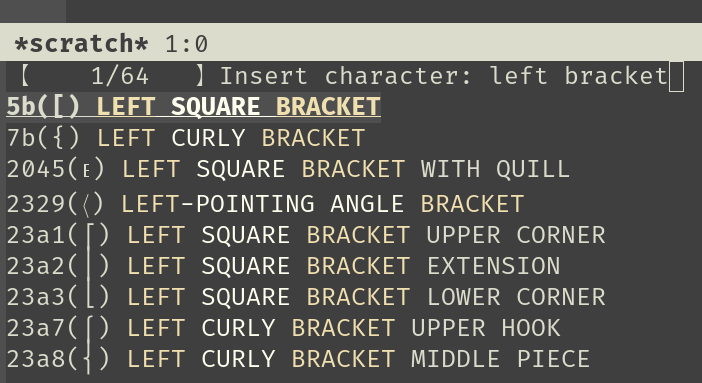 *scratch* 1:0
【    1/64   】Insert character: left bracket
5b([) LEFT SQUARE BRACKET
7b({) LEFT CURLY BRACKET
2045(⁅) LEFT SQUARE BRACKET WITH QUILL
2329(〈) LEFT-POINTING ANGLE BRACKET
23a1(⎡) LEFT SQUARE BRACKET UPPER CORNER
23a2(⎢) LEFT SQUARE BRACKET EXTENSION
23a3(⎣) LEFT SQUARE BRACKET LOWER CORNER
23a7(⎧) LEFT CURLY BRACKET UPPER HOOK
23a8(⎨) LEFT CURLY BRACKET MIDDLE PIECE